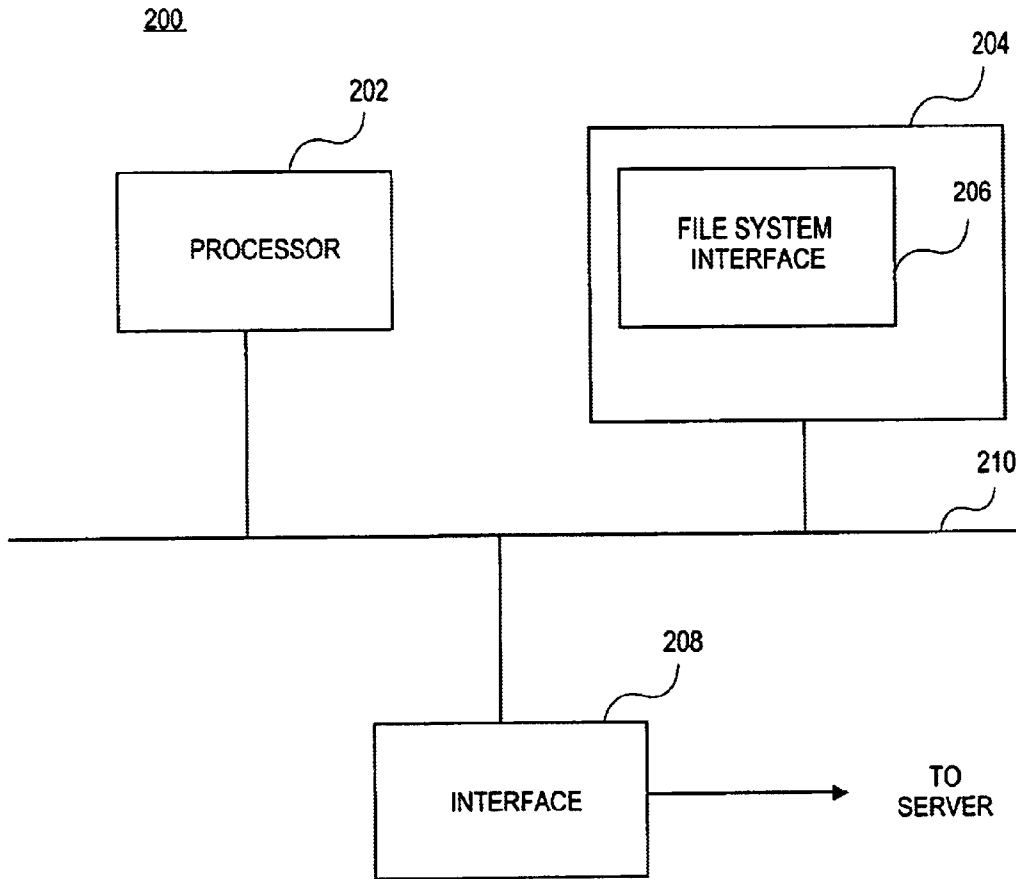 200
204
202
206
PROCESSOR
FILE SYSTEM
INTERFACE
210
208
INTERFACE
TO
SERVER